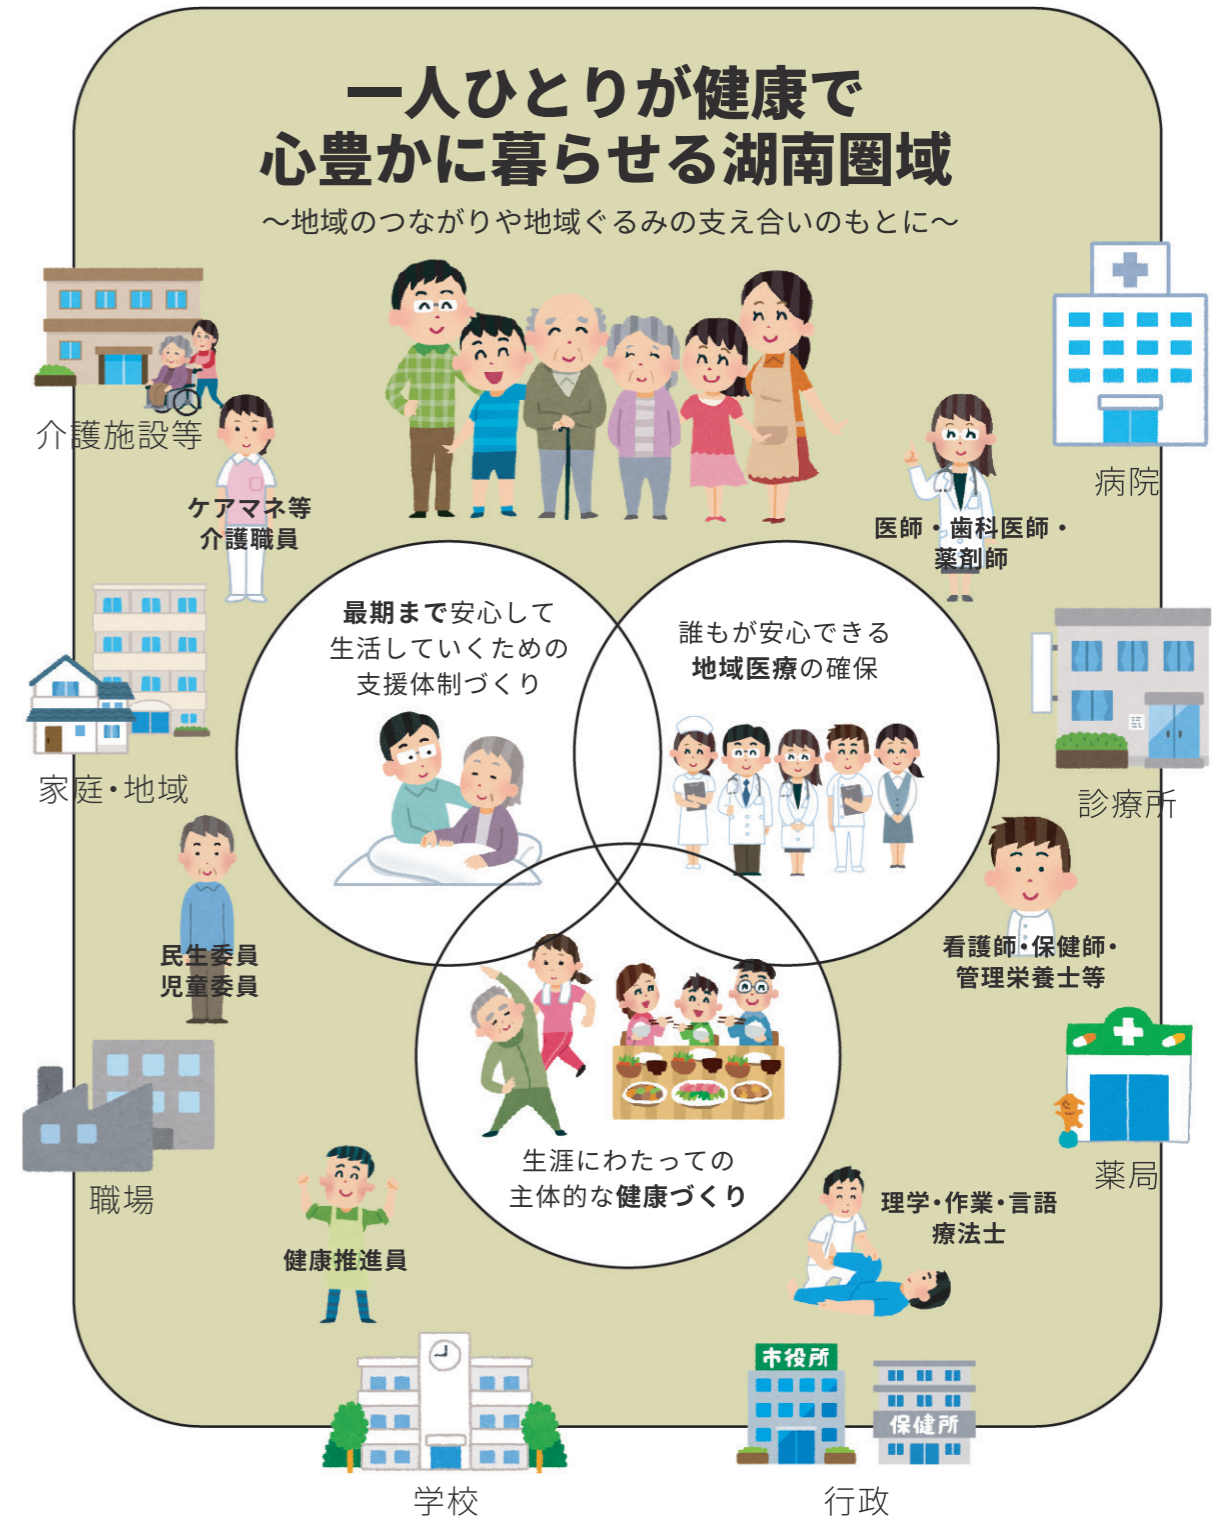 一人ひとりが健康で
心豊かに暮らせる湖南圏域
～地域のつながりや地域ぐるみの支え合いのもとに～
介護施設等
ケアマネ等
介護職員
病院
医師・歯科医師・
薬剤師
最期まで安心して
生活していくための
支援体制づくり
誰もが安心できる
地域医療の確保
家庭・地域
診療所
民生委員
児童委員
看護師・保健師・
管理栄養士等
職場
薬局
生涯にわたっての
主体的な健康づくり
健康推進員
理学・作業・言語
療法士
市役所
保健所
学校
行政